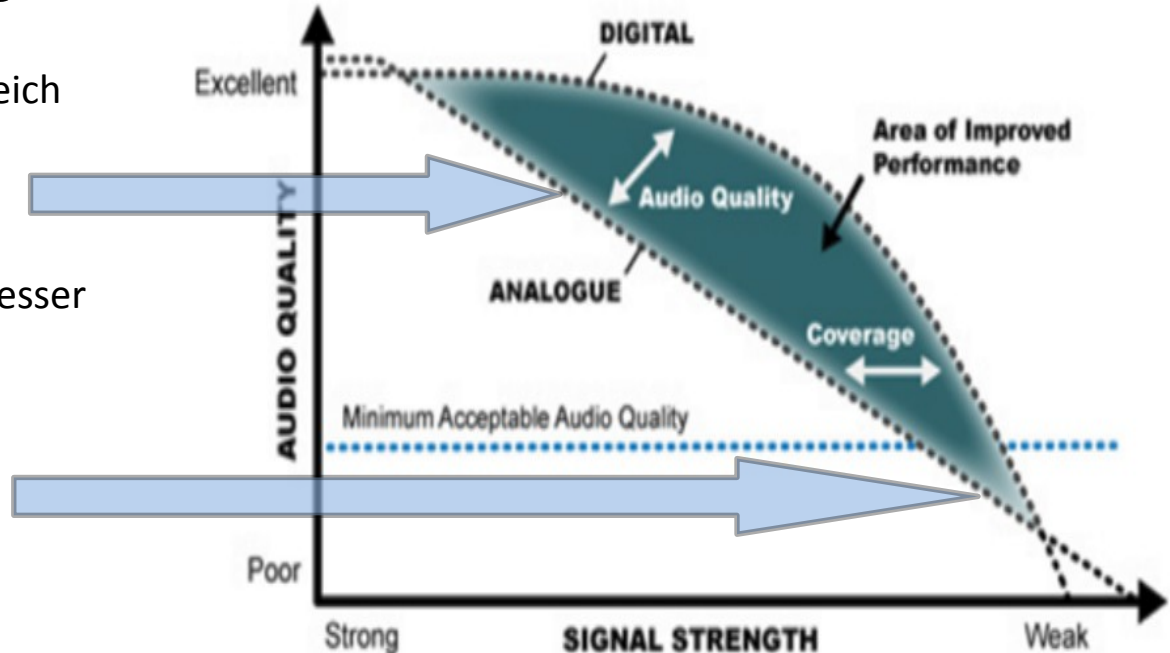 DIGITAL
Excellent
eich
Area of Improved
Performance
Audio Quality
esser
ANALOGUE
Coverage
AUDIO QUALITY
Minimum Acceptable Audio Quality
Poor
Strong
SIGNAL STRENGTH
Weak